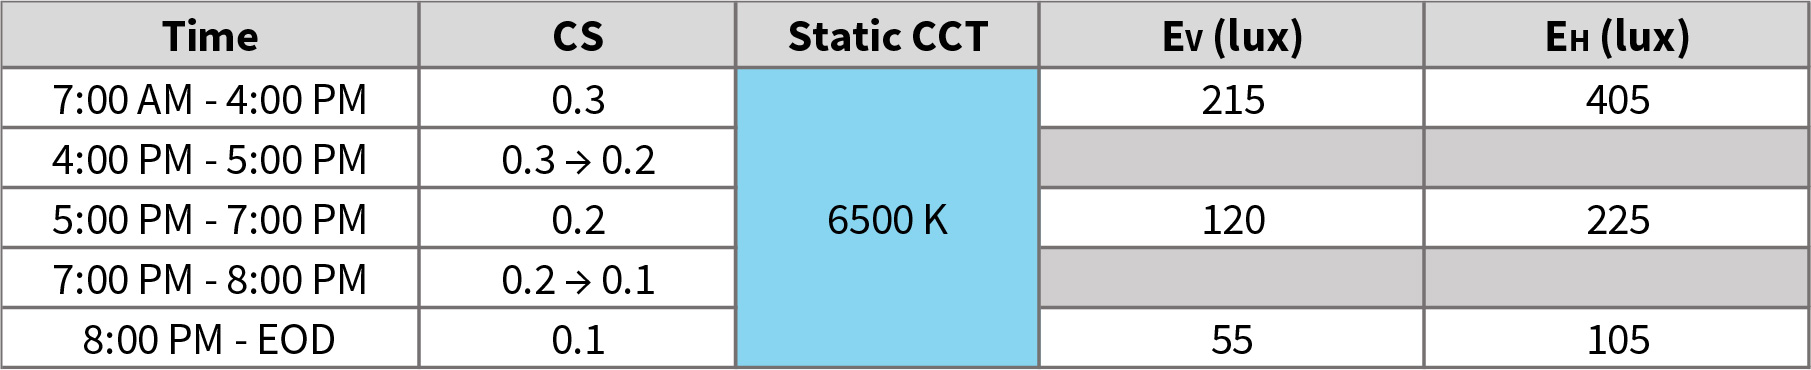 Time CS Static CCT EV (lux) EH (lux)
7:00 AM - 4:00 PM 0.3 215 405
4:00 PM - 5:00 PM 0.3 → 0.2
5:00 PM - 7:00 PM 0.2 6500 K 120 225
7:00 PM - 8:00 PM 0.2 → 0.1
8:00 PM - EOD 0.1 55 105